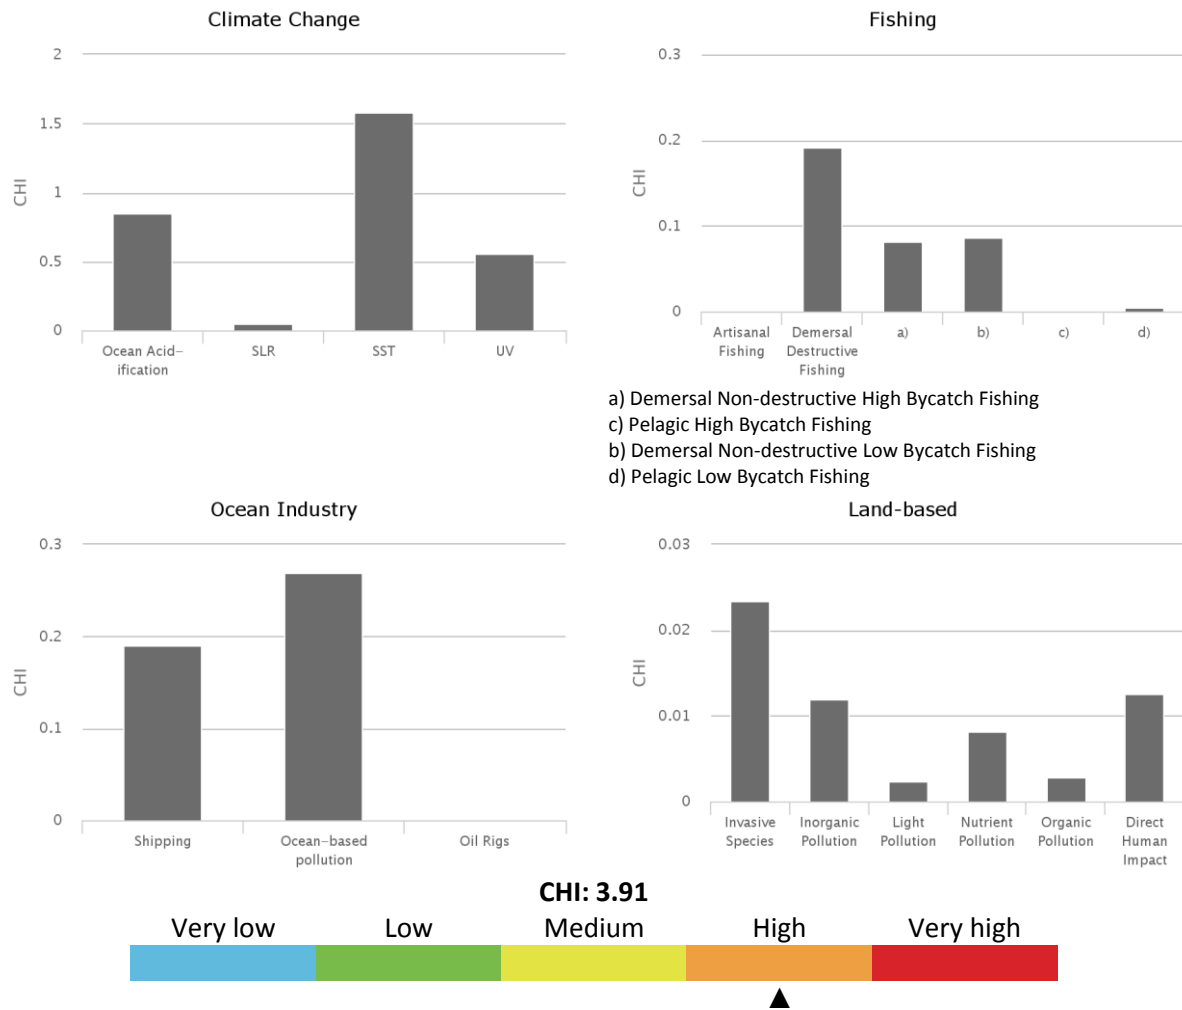 Climate Change
2
1.5
1
0.5
0
CHI
Ocean Acid-
ification
SLR
SST
UV
Fishing
0.3
0.2
0.1
0
CHI
Artisanal
Fishing
Demersal
Destructive
Fishing
a)
b)
c)
d)
a) Demersal Non-destructive High Bycatch Fishing
c) Pelagic High Bycatch Fishing
b) Demersal Non-destructive Low Bycatch Fishing
d) Pelagic Low Bycatch Fishing
Ocean Industry
0.3
0.2
0.1
0
CHI
Shipping
Ocean-based
pollution
Oil Rigs
Land-based
0.03
0.02
0.01
0
CHI
Invasive
Species
Inorganic
Pollution
Light
Pollution
Nutrient
Pollution
Organic
Pollution
Direct
Human
Impact
CHI: 3.91
Very low
Low
Medium
High
Very high